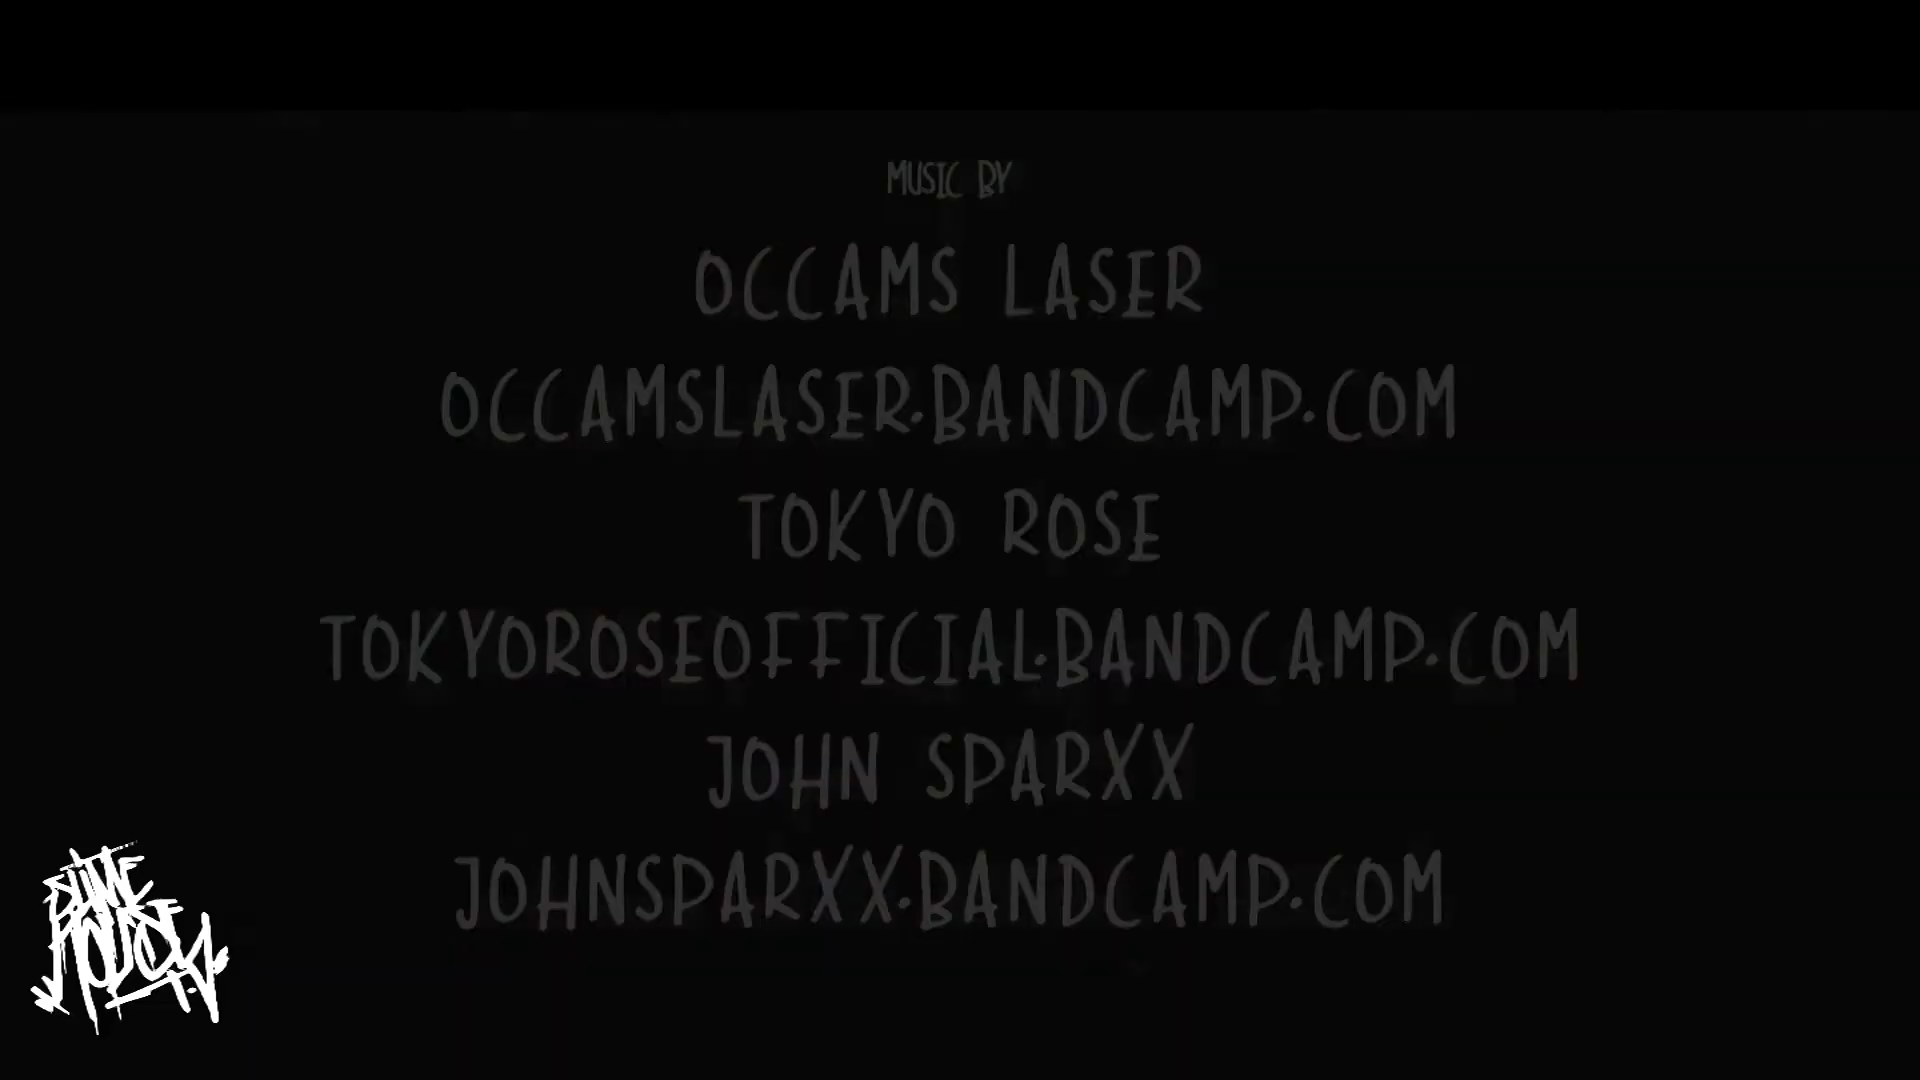 MUSIC BY
OCCAMS LASER
OCCAMSLASER.BANDCAMP.COM
TOKYO ROSE
TOKYOROSEOFFICIAL.BANDCAMP.COM
JOHN SPARXX
JOHNSPARXX.BANDCAMP.COM